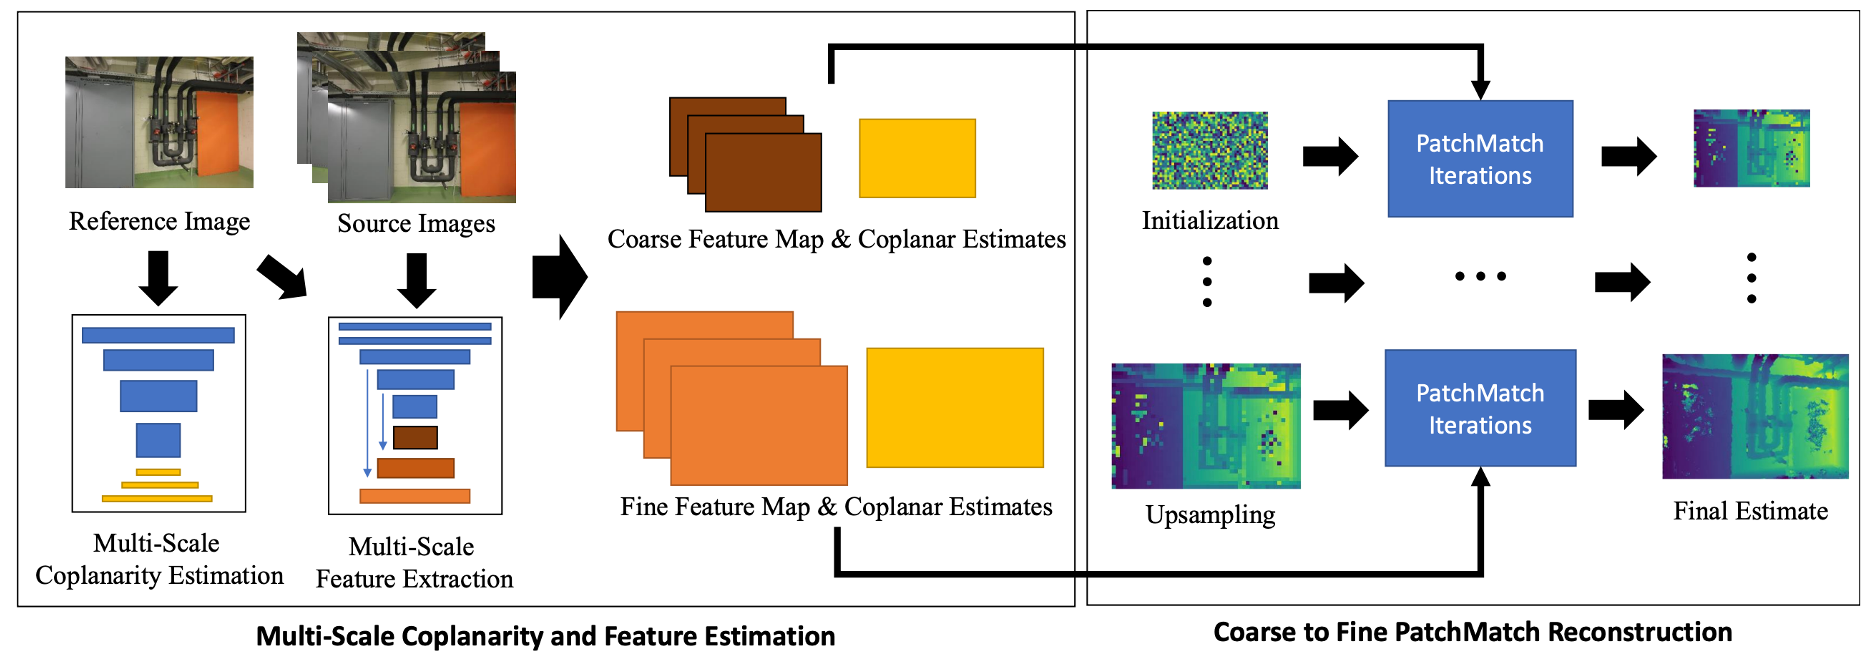 Reference Image
Source Images
Multi-Scale
Coplanarity Estimation
Multi-Scale
Feature Extraction
Coarse Feature Map & Coplanar Estimates
Fine Feature Map & Coplanar Estimates
Multi-Scale Coplanarity and Feature Estimation
Initialization
PatchMatch
Iterations
Upsampling
PatchMatch
Iterations
Final Estimate
Coarse to Fine PatchMatch Reconstruction